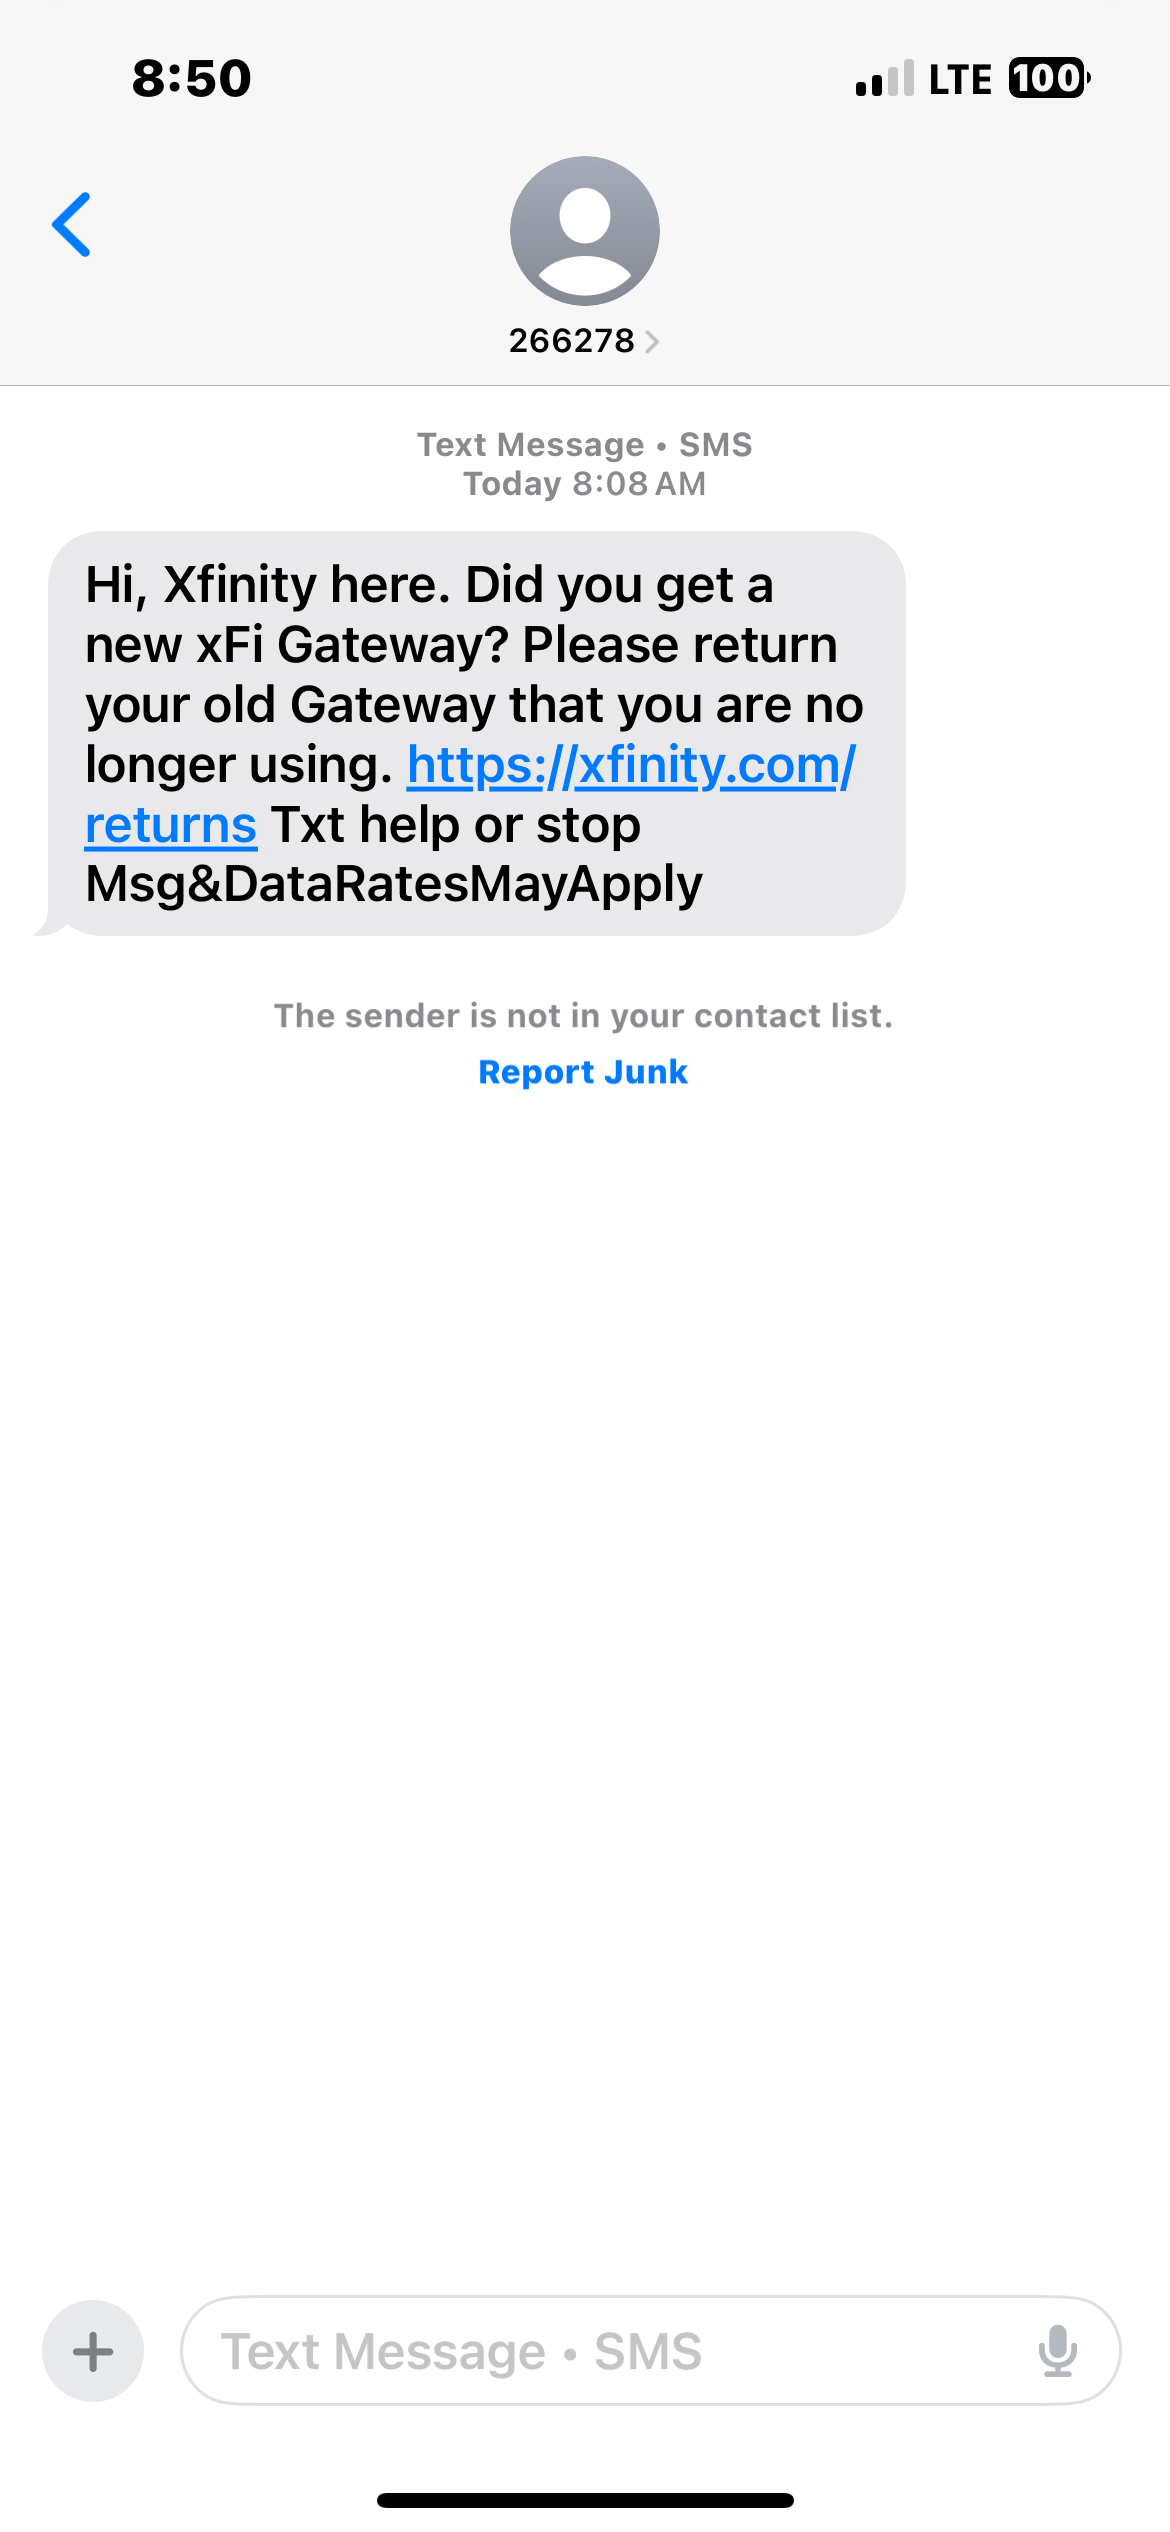 8:50
LTE 100
266278
Text Message • SMS
Today 8:08 AM
Hi, Xfinity here. Did you get a
new xFi Gateway? Please return
your old Gateway that you are no
longer using. https://xfinity.com/
returns Txt help or stop
Msg&DataRatesMayApply
The sender is not in your contact list.
Report Junk
Text Message • SMS